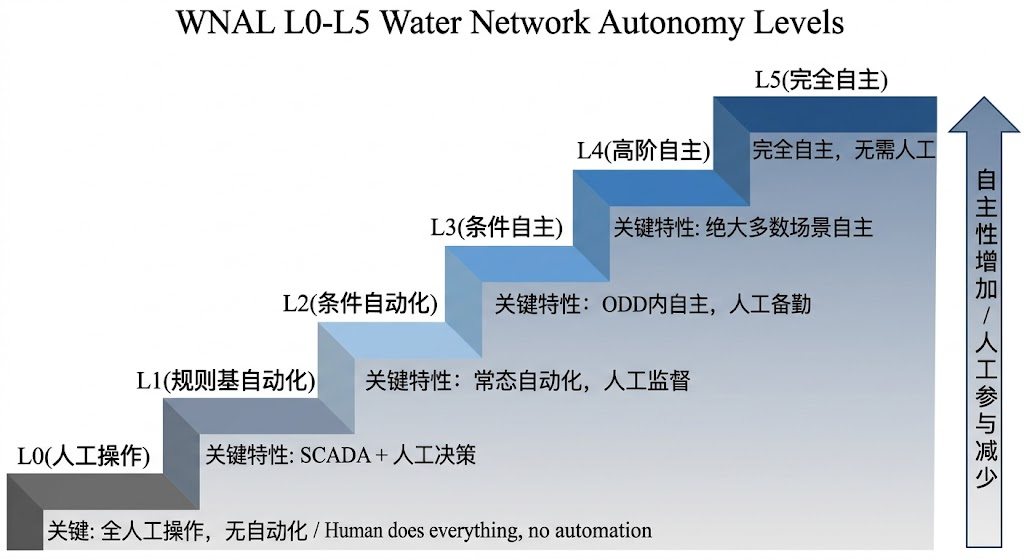 WNAL L0-L5 Water Network Autonomy Levels
L5(完全自主)
完全自主，无需人工
L4(高阶自主)
关键特性: 绝大多数场景自主
L3(条件自主)
关键特性：ODD内自主，人工备勤
L2(条件自动化)
关键特性：常态自动化，人工监督
L1(规则基自动化)
关键特性: SCADA + 人工决策
L0(人工操作)
关键: 全人工操作，无自动化 / Human does everything, no automation
自主性增加/人工参与减少